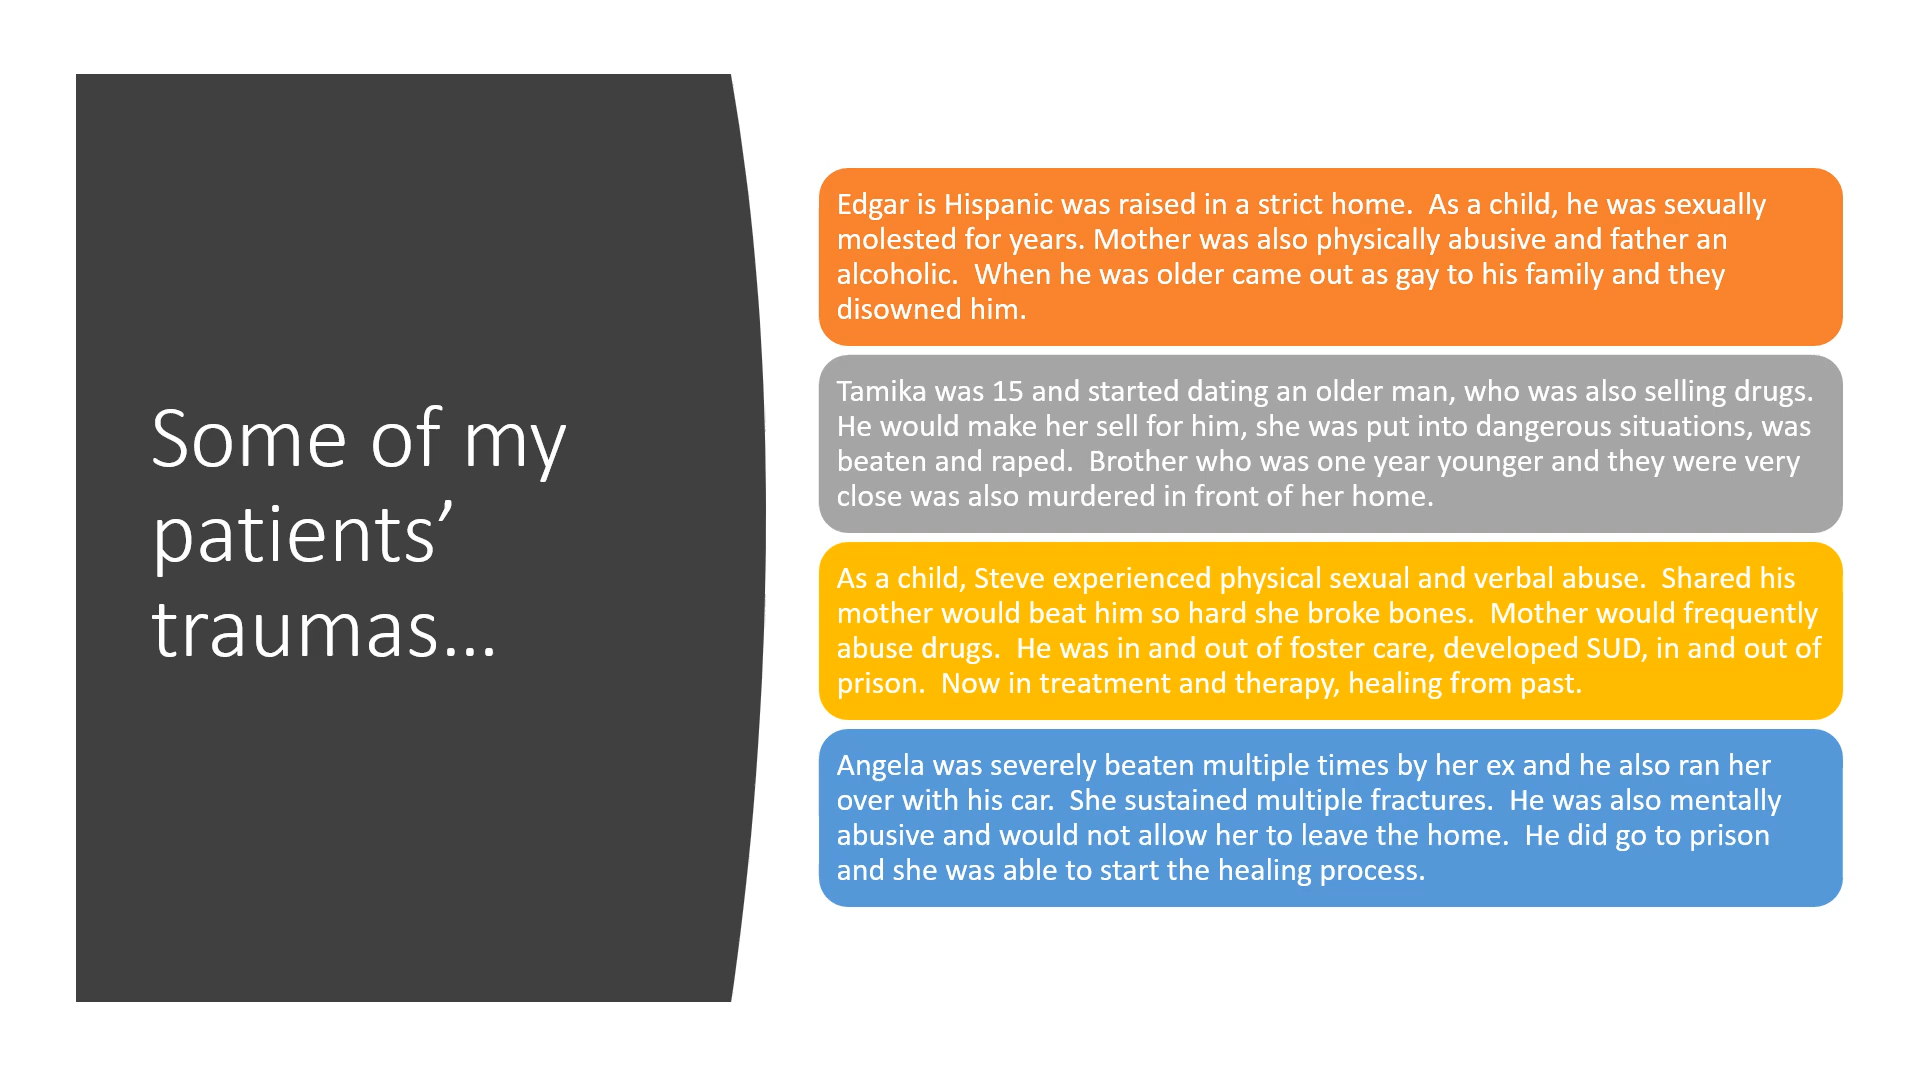 Some of my
patients’
traumas…
Edgar is Hispanic was raised in a strict home.  As a child, he was sexually
molested for years. Mother was also physically abusive and father an
alcoholic.  When he was older came out as gay to his family and they
disowned him.
Tamika was 15 and started dating an older man, who was also selling drugs.
He would make her sell for him, she was put into dangerous situations, was
beaten and raped.  Brother who was one year younger and they were very
close was also murdered in front of her home.
As a child, Steve experienced physical sexual and verbal abuse.  Shared his
mother would beat him so hard she broke bones.  Mother would frequently
abuse drugs.  He was in and out of foster care, developed SUD, in and out of
prison.  Now in treatment and therapy, healing from past.
Angela was severely beaten multiple times by her ex and he also ran her
over with his car.  She sustained multiple fractures.  He was also mentally
abusive and would not allow her to leave the home.  He did go to prison
and she was able to start the healing process.